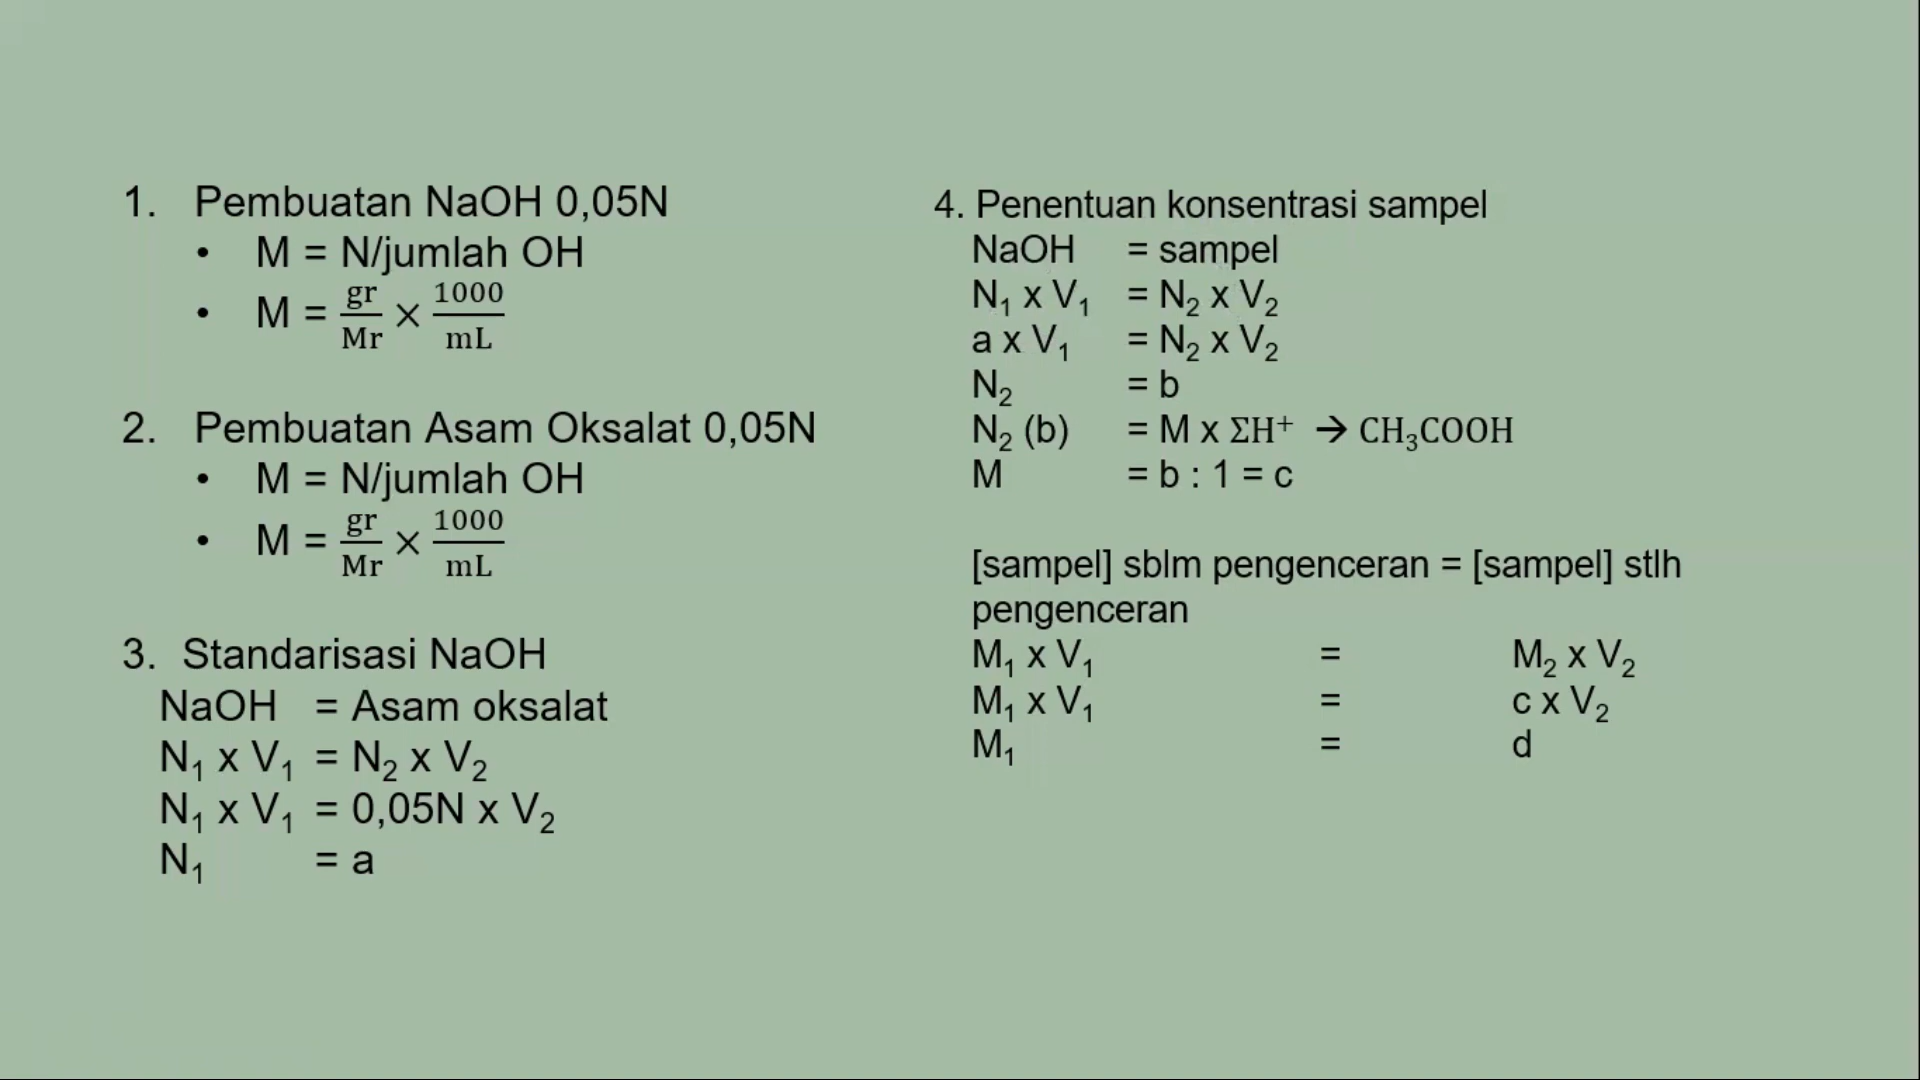 1. Pembuatan NaOH 0,05N
• M = N/jumlah OH
• M = gr/Mr × 1000/mL
2. Pembuatan Asam Oksalat 0,05N
• M = N/jumlah OH
• M = gr/Mr × 1000/mL
3. Standarisasi NaOH
NaOH = Asam oksalat
N₁ x V₁ = N₂ x V₂
N₁ x V₁ = 0,05N x V₂
N₁ = a
4. Penentuan konsentrasi sampel
NaOH = sampel
N₁ x V₁ = N₂ x V₂
a x V₁ = N₂ x V₂
N₂ = b
N₂ (b) = M x ΣH⁺ → CH₃COOH
M = b : 1 = c
[sampel] sblm pengenceran = [sampel] stlh
pengenceran
M₁ x V₁ = M₂ x V₂
M₁ x V₁ = c x V₂
M₁ = d